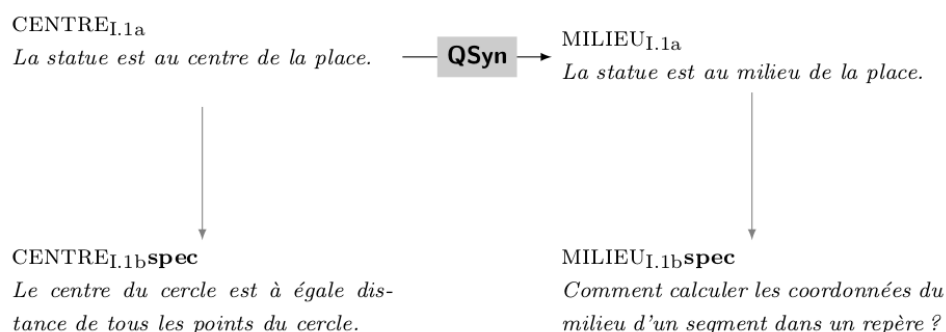 CENTRE_I.1a
La statue est au centre de la place.
QSyn
MILIEU_I.1a
La statue est au milieu de la place.
CENTRE_I.1b spec
Le centre du cercle est à égale dis-
tance de tous les points du cercle.
MILIEU_I.1b spec
Comment calculer les coordonnées du
milieu d'un segment dans un repère ?